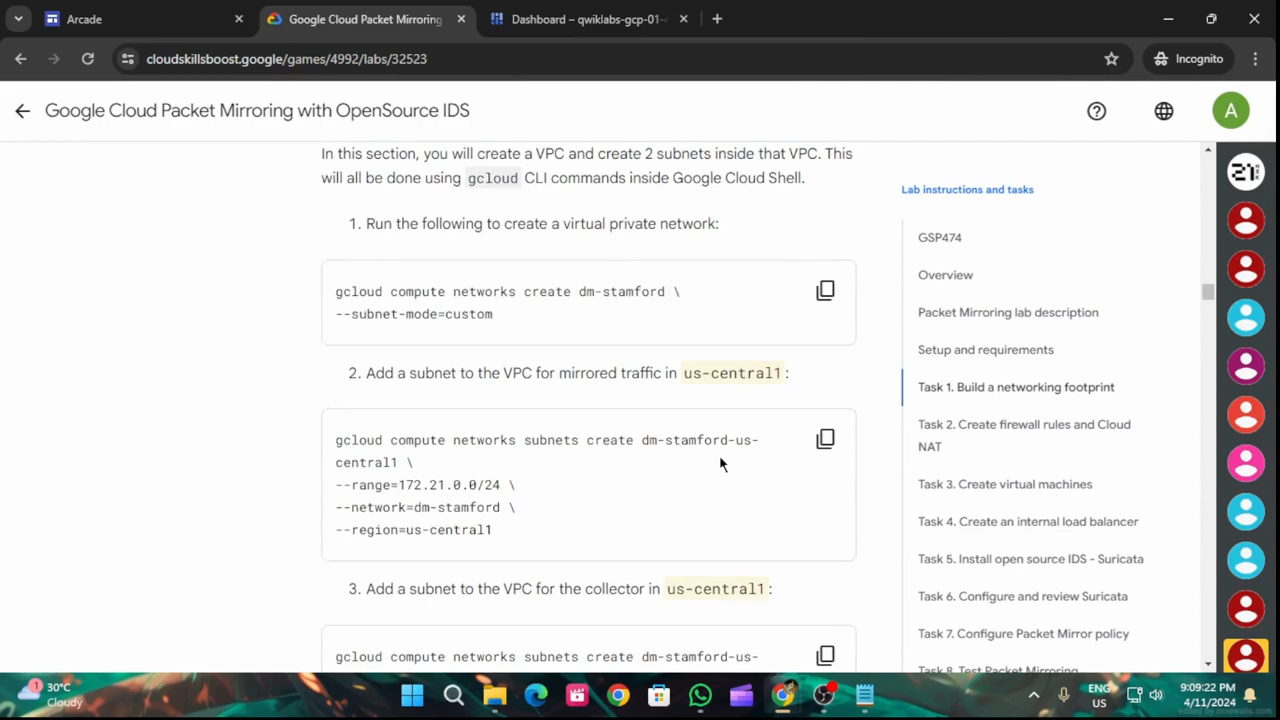 Arcade
Google Cloud Packet Mirroring
Dashboard – qwiklabs-gcp-01-
cloudskillsboost.google/games/4992/labs/32523
Incognito
Google Cloud Packet Mirroring with OpenSource IDS
A
In this section, you will create a VPC and create 2 subnets inside that VPC. This
will all be done using gcloud CLI commands inside Google Cloud Shell.
1. Run the following to create a virtual private network:
gcloud compute networks create dm-stamford \
--subnet-mode=custom
2. Add a subnet to the VPC for mirrored traffic in us-central1:
gcloud compute networks subnets create dm-stamford-us-
central1 \
--range=172.21.0.0/24 \
--network=dm-stamford \
--region=us-central1
3. Add a subnet to the VPC for the collector in us-central1:
gcloud compute networks subnets create dm-stamford-us-
Lab instructions and tasks
GSP474
Overview
Packet Mirroring lab description
Setup and requirements
Task 1. Build a networking footprint
Task 2. Create firewall rules and Cloud
NAT
Task 3. Create virtual machines
Task 4. Create an internal load balancer
Task 5. Install open source IDS - Suricata
Task 6. Configure and review Suricata
Task 7. Configure Packet Mirror policy
Task 8. Test Packet Mirroring
21
1
30°C
Cloudy
ENG
US
9:09:22 PM
4/11/2024